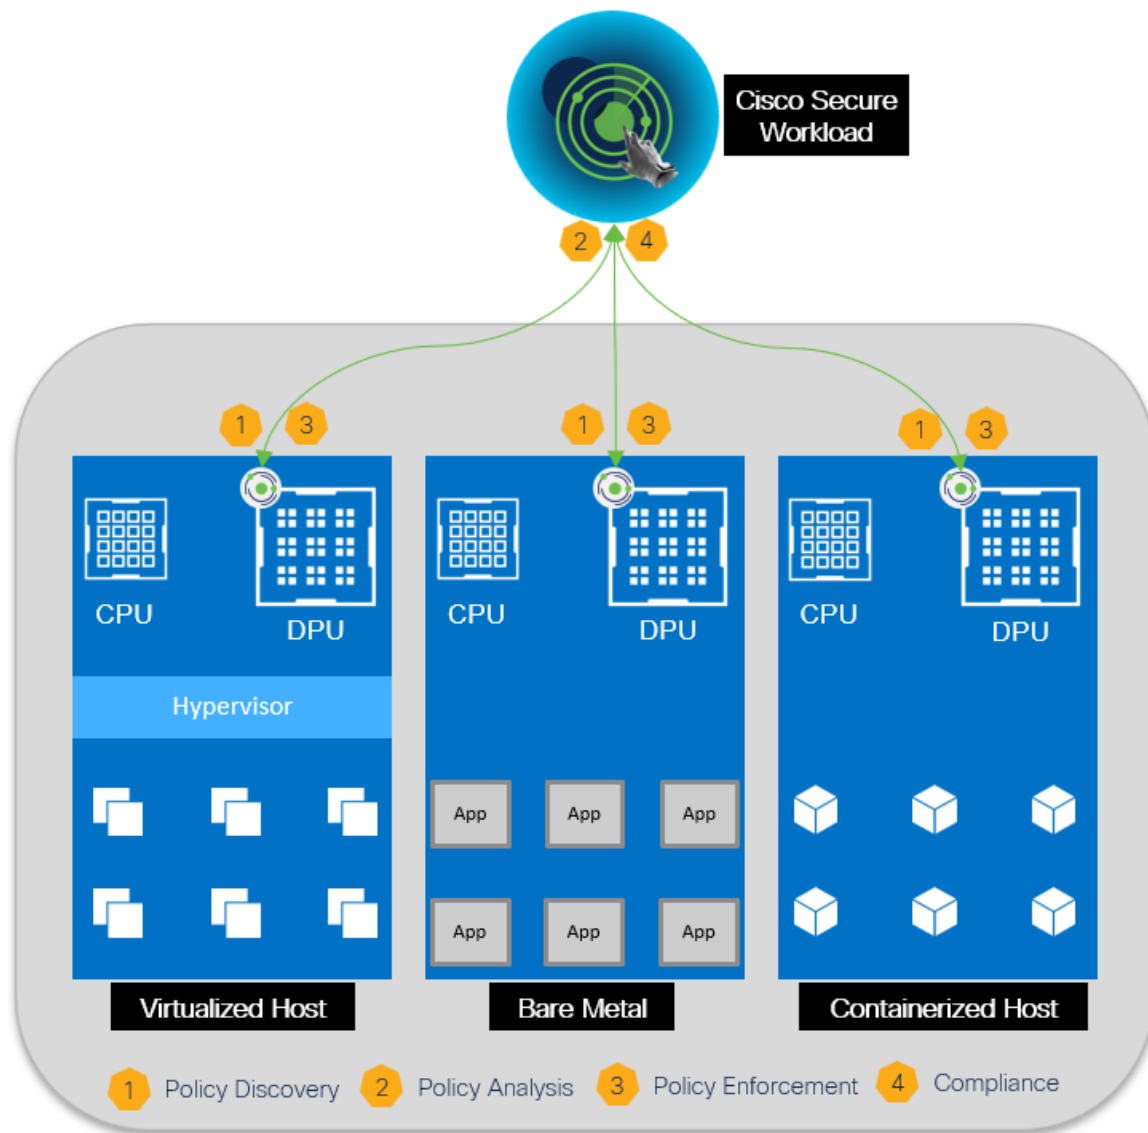 Cisco Secure
Workload
2 4
1 3 1 3 1 3
CPU DPU CPU DPU CPU DPU
Hypervisor
App App App
App App App
Virtualized Host Bare Metal Containerized Host
1 Policy Discovery 2 Policy Analysis 3 Policy Enforcement 4 Compliance